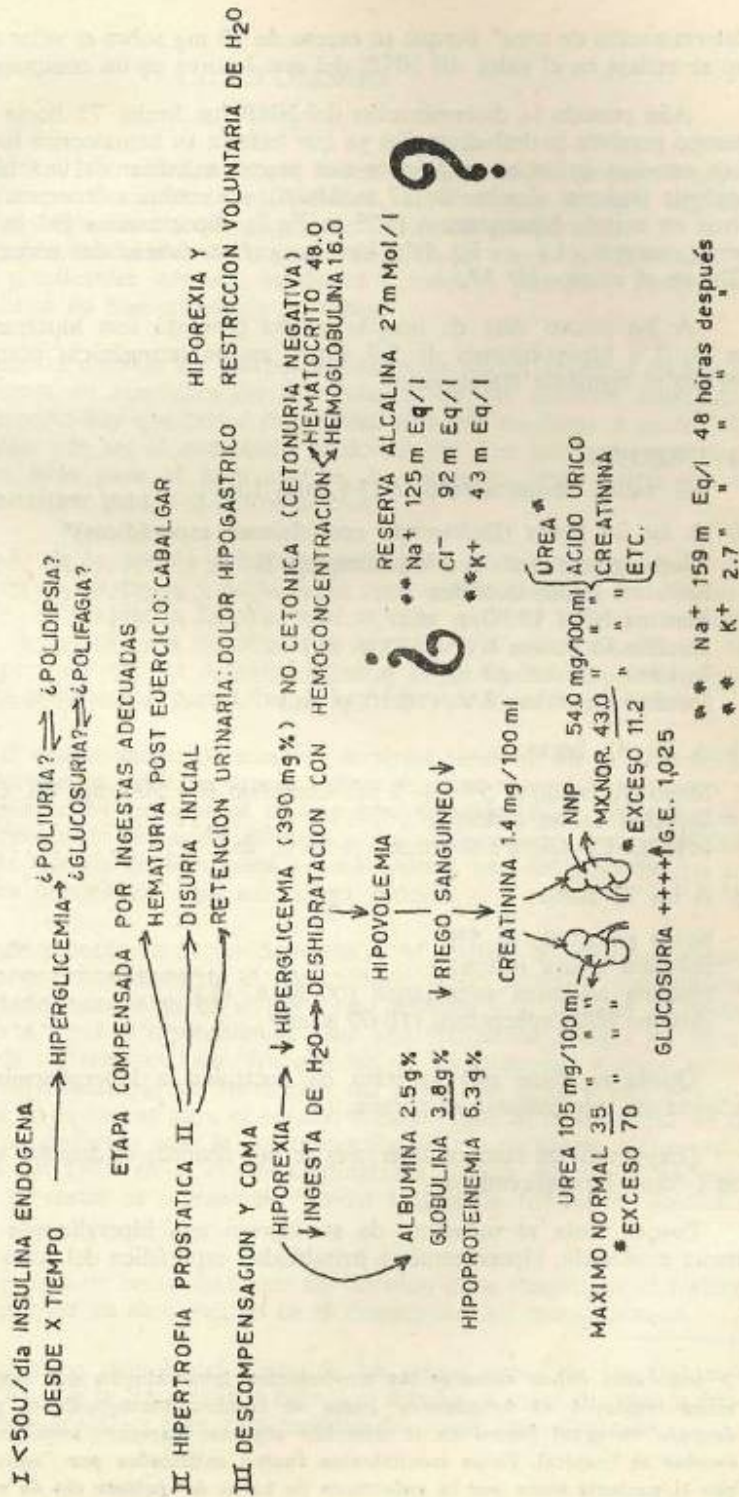 I <50U/día INSULINA ENDOGENA
DESDE X TIEMPO → HIPERGLICEMIA → ¿POLIURIA? ⇌ ¿POLIDIPSIA?
¿GLUCOSURIA? ⇌ ¿POLIFAGIA?
ETAPA COMPENSADA POR INGESTAS ADECUADAS
II HIPERTROFIA PROSTATICA II
HEMATURIA POST EJERCICIO: CABALGAR
DISURIA INICIAL
RETENCION URINARIA: DOLOR HIPOGASTRICO
HIPOREXIA Y
RESTRICCION VOLUNTARIA DE H₂O
III DESCOMPENSACION Y COMA
HIPOREXIA → ↓ HIPERGLICEMIA (390 mg%) NO CETONICA (CETONURIA NEGATIVA)
↓ INGESTA DE H₂O → DESHIDRATACION CON HEMOCONCENTRACION
HEMATOCRITO 48.0
HEMOGLOBULINA 16.0
ALBUMINA 2.5g%
GLOBULINA 3.8g%
HIPOPROTEINEMIA 6.3g%
HIPOVOLEMIA
↓ RIEGO SANGUINEO ↓
CREATININA 1.4 mg/100 ml
¿
RESERVA ALCALINA 27m Mol/l
** Na⁺ 125 m Eq/l
Cl⁻ 92 m Eq/l
**K⁺ 43 m Eq/l
?
UREA 105 mg/100ml
MAXIMO NORMAL 35 " " "
*EXCESO 70 " "
NNP 54.0 mg/100ml
MX.NOR. 43.0 " " "
*EXCESO 11.2 " "
UREA*
ACIDO URICO
CREATININA
ETC.
GLUCOSURIA ++++ ↑G.E. 1,025
** Na⁺ 159 m Eq/l 48 horas después
** K⁺ 2.7 " " " " "